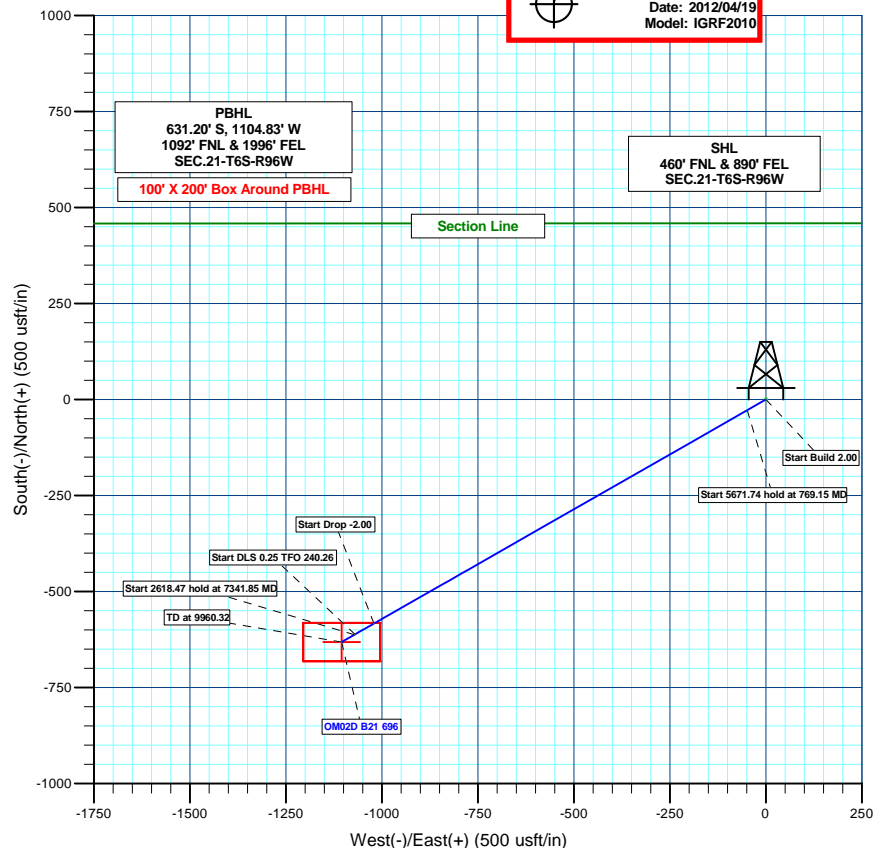 Date: 2012/04/19
Model: IGRF2010
1000
750
500
250
0
-250
-500
-750
-1000
South(-)/North(+) (500 usft/in)
PBHL
631.20' S, 1104.83' W
1092' FNL & 1996' FEL
SEC.21-T6S-R96W
100' X 200' Box Around PBHL
SHL
460' FNL & 890' FEL
SEC.21-T6S-R96W
Section Line
Start Build 2.00
Start 5671.74 hold at 769.15 MD
Start Drop -2.00
Start DLS 0.25 TFO 240.26
Start 2618.47 hold at 7341.85 MD
TD at 9960.32
OM02D B21 696
-1750
-1500
-1250
-1000
-750
-500
-250
0
250
West(-)/East(+) (500 usft/in)